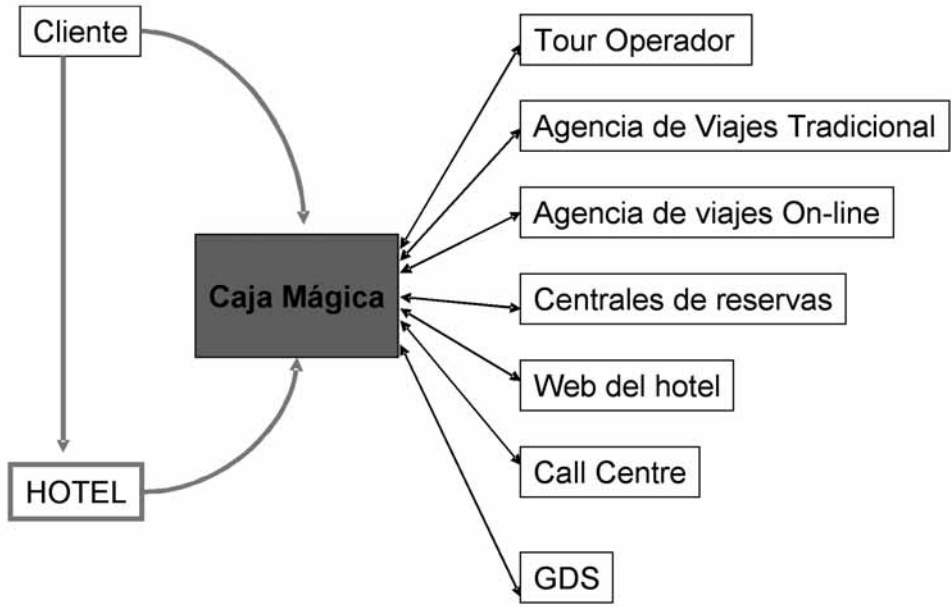 Cliente
Tour Operador
Agencia de Viajes Tradicional
Agencia de viajes On-line
Caja Mágica
Centrales de reservas
Web del hotel
Call Centre
HOTEL
GDS